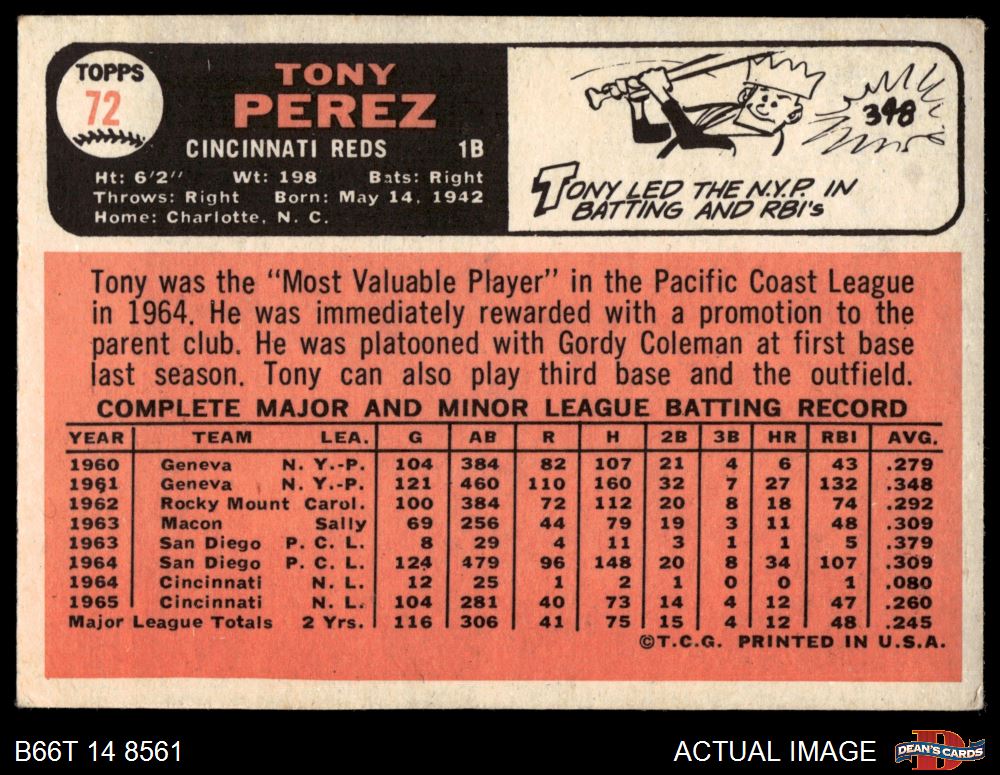 TOPPS
72
TONY
PEREZ
CINCINNATI REDS 1B
Ht: 6'2" Wt: 198 Bats: Right
Throws: Right Born: May 14, 1942
Home: Charlotte, N. C.
348
TONY LED THE N.Y.P. IN
BATTING AND RBI's
Tony was the "Most Valuable Player" in the Pacific Coast League
in 1964. He was immediately rewarded with a promotion to the
parent club. He was platooned with Gordy Coleman at first base
last season. Tony can also play third base and the outfield.
COMPLETE MAJOR AND MINOR LEAGUE BATTING RECORD
YEAR TEAM LEA. G AB R H 2B 3B HR RBI AVG.
1960 Geneva N. Y.-P. 104 384 82 107 21 4 6 43 .279
1961 Geneva N. Y.-P. 121 460 110 160 32 7 27 132 .348
1962 Rocky Mount Carol. 100 384 72 112 20 8 18 74 .292
1963 Macon Sally 69 256 44 79 19 3 11 48 .309
1963 San Diego P. C. L. 8 29 4 11 3 1 1 5 .379
1964 San Diego P. C. L. 124 479 96 148 20 8 34 107 .309
1964 Cincinnati N. L. 12 25 1 2 1 0 0 1 .080
1965 Cincinnati N. L. 104 281 40 73 14 4 12 47 .260
Major League Totals 2 Yrs. 116 306 41 75 15 4 12 48 .245
©T.C.G. PRINTED IN U.S.A.
B66T 14 8561
ACTUAL IMAGE
D
DEAN'S CARDS